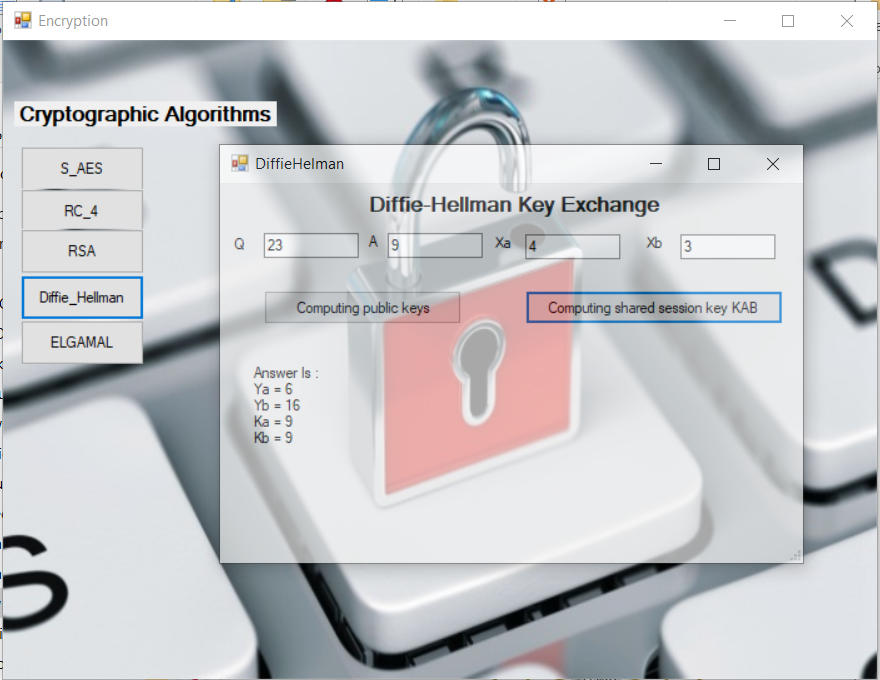 Encryption
Cryptographic Algorithms
S_AES
RC_4
RSA
Diffie_Hellman
ELGAMAL
DiffieHelman
Diffie-Hellman Key Exchange
Q 23 A 9 Xa 4 Xb 3
Computing public keys Computing shared session key KAB
Answer Is :
Ya = 6
Yb = 16
Ka = 9
Kb = 9
S
D